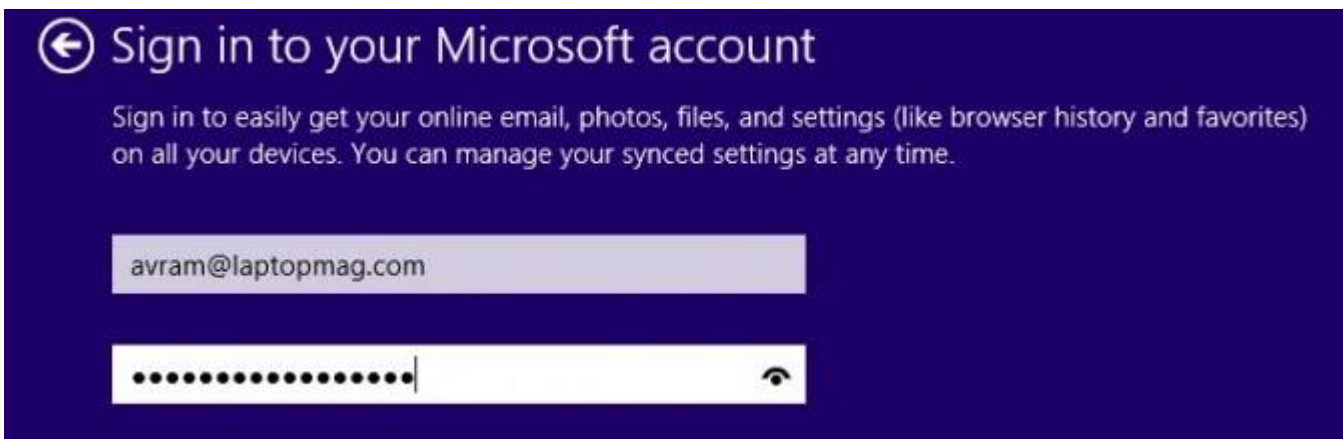 Sign in to your Microsoft account
Sign in to easily get your online email, photos, files, and settings (like browser history and favorites)
on all your devices. You can manage your synced settings at any time.
avram@laptopmag.com
•••••••••••••••••